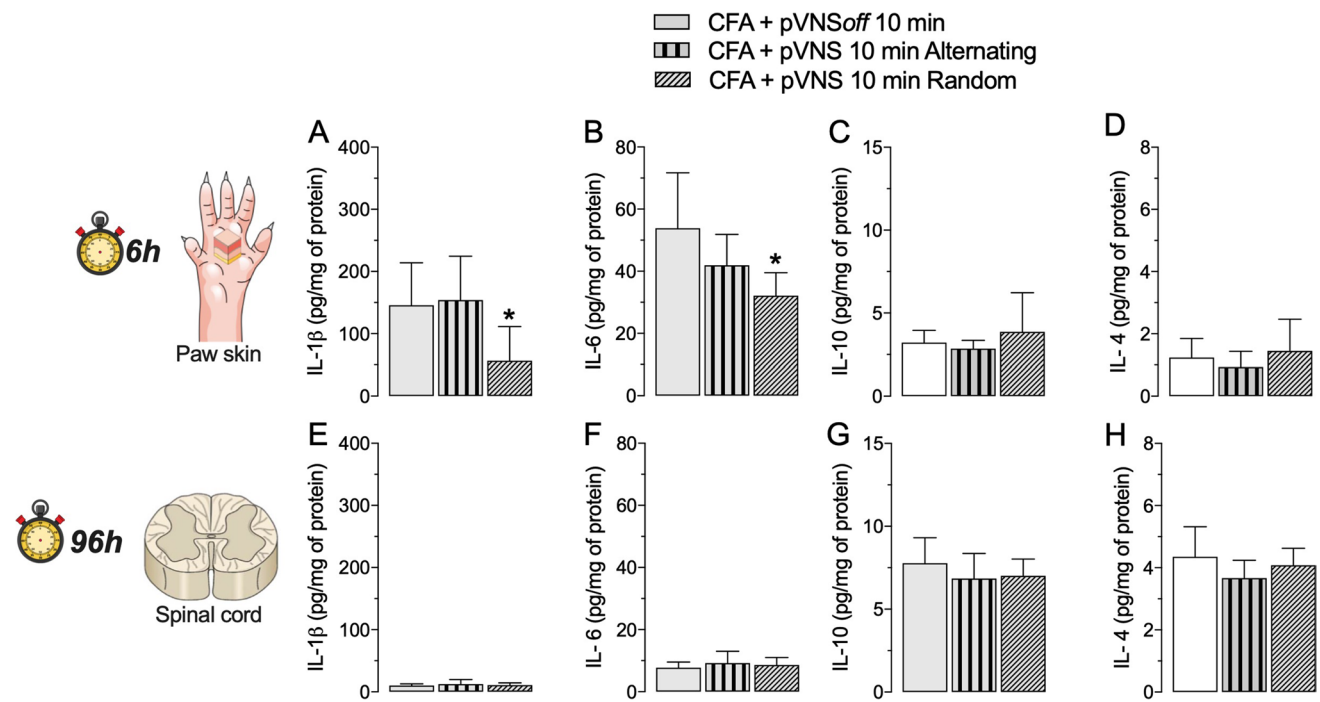 CFA + pVNSoff 10 min
CFA + pVNS 10 min Alternating
CFA + pVNS 10 min Random
6h
Paw skin
A
IL-1β (pg/mg of protein)
400
300
200
100
0
*
B
IL-6 (pg/mg of protein)
80
60
40
20
0
*
C
IL-10 (pg/mg of protein)
15
10
5
0
D
IL- 4 (pg/mg of protein)
8
6
4
2
0
96h
Spinal cord
E
IL-1β (pg/mg of protein)
400
300
200
100
0
F
IL- 6 (pg/mg of protein)
80
60
40
20
0
G
IL-10 (pg/mg of protein)
15
10
5
0
H
IL- 4 (pg/mg of protein)
8
6
4
2
0